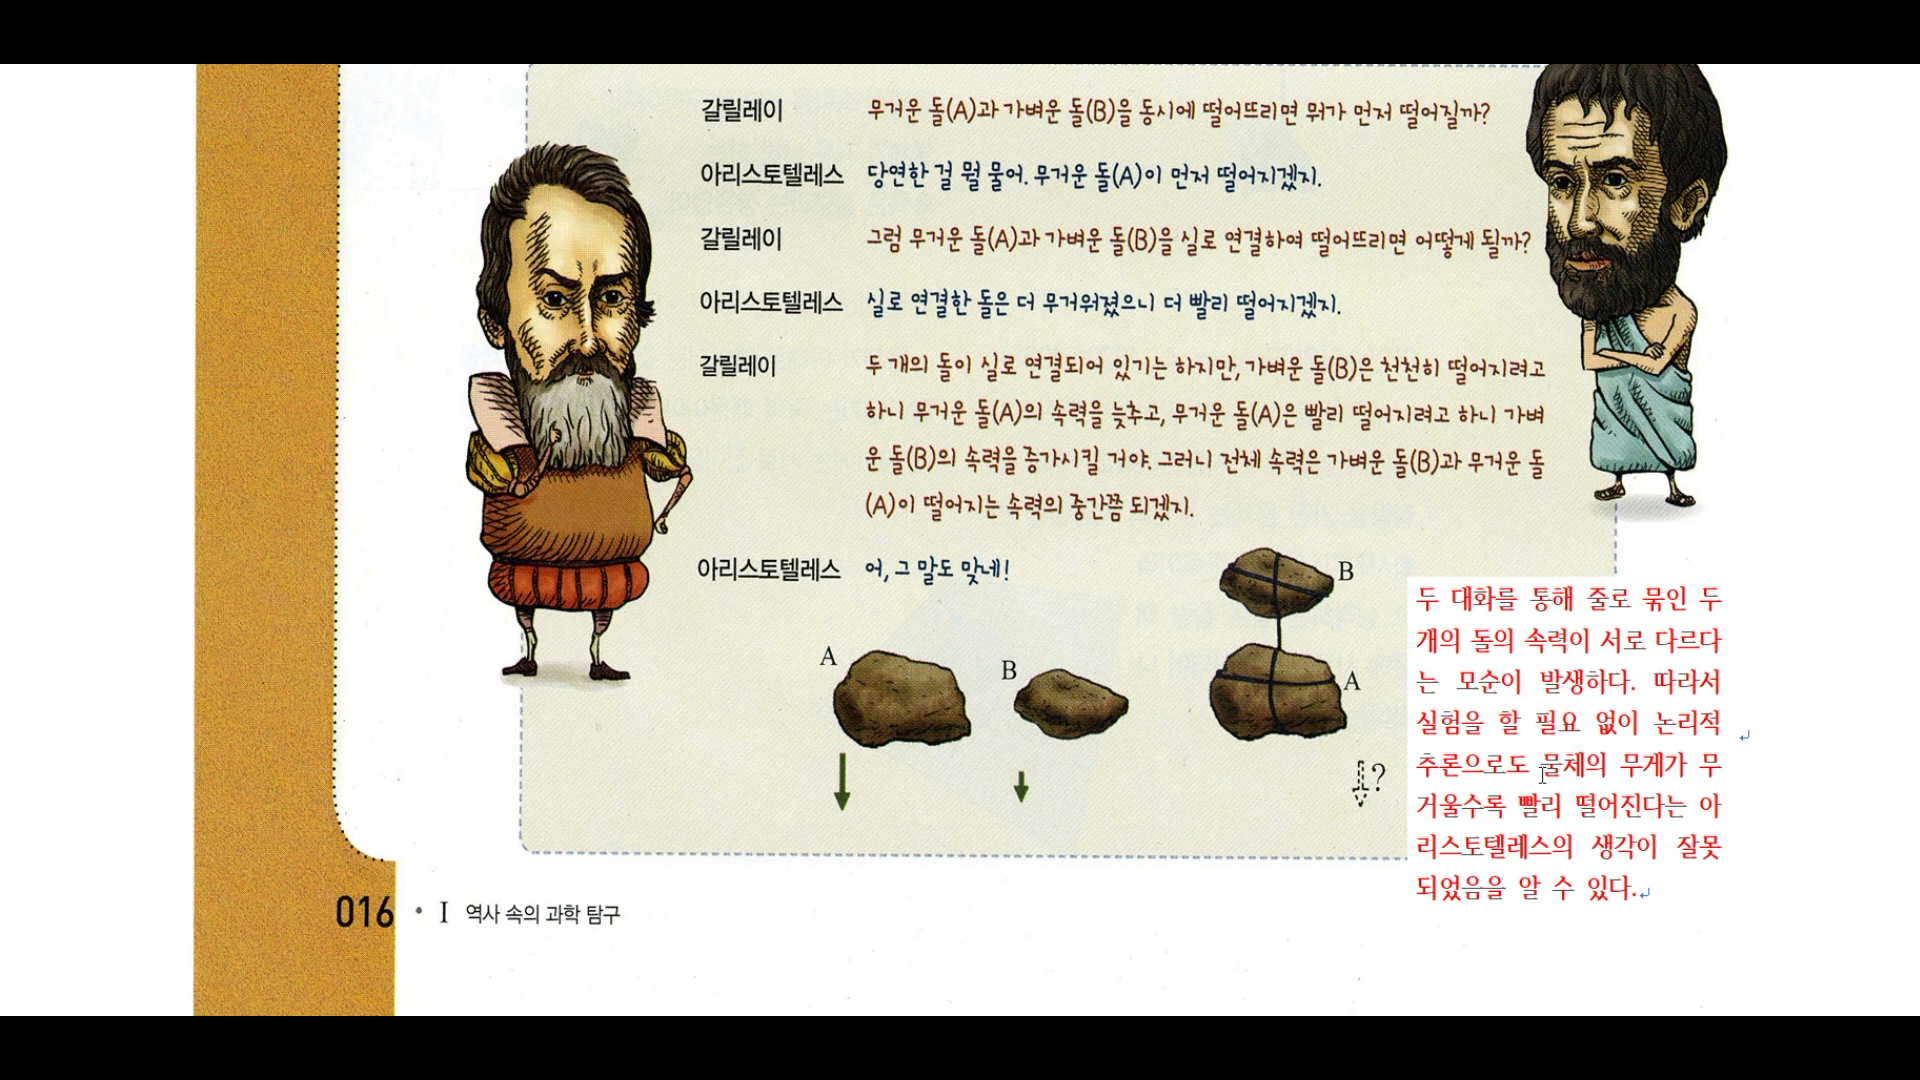 갈릴레이 무거운 돌(A)과 가벼운 돌(B)을 동시에 떨어뜨리면 뭐가 먼저 떨어질까?
아리스토텔레스 당연한 걸 뭘 물어. 무거운 돌(A)이 먼저 떨어지겠지.
갈릴레이 그럼 무거운 돌(A)과 가벼운 돌(B)을 실로 연결하여 떨어뜨리면 어떻게 될까?
아리스토텔레스 실로 연결한 돌은 더 무거워졌으니 더 빨리 떨어지겠지.
갈릴레이 두 개의 돌이 실로 연결되어 있기는 하지만, 가벼운 돌(B)은 천천히 떨어지려고
하니 무거운 돌(A)의 속력을 늦추고, 무거운 돌(A)은 빨리 떨어지려고 하니 가벼
운 돌(B)의 속력을 증가시킬 거야. 그러니 전체 속력은 가벼운 돌(B)과 무거운 돌
(A)이 떨어지는 속력의 중간쯤 되겠지.
아리스토텔레스 어, 그 말도 맞네!
A
B
B
A
?
두 대화를 통해 줄로 묶인 두
개의 돌의 속력이 서로 다르다
는 모순이 발생하다. 따라서
실험을 할 필요 없이 논리적
추론으로도 물체의 무게가 무
거울수록 빨리 떨어진다는 아
리스토텔레스의 생각이 잘못
되었음을 알 수 있다.
016 • I 역사 속의 과학 탐구